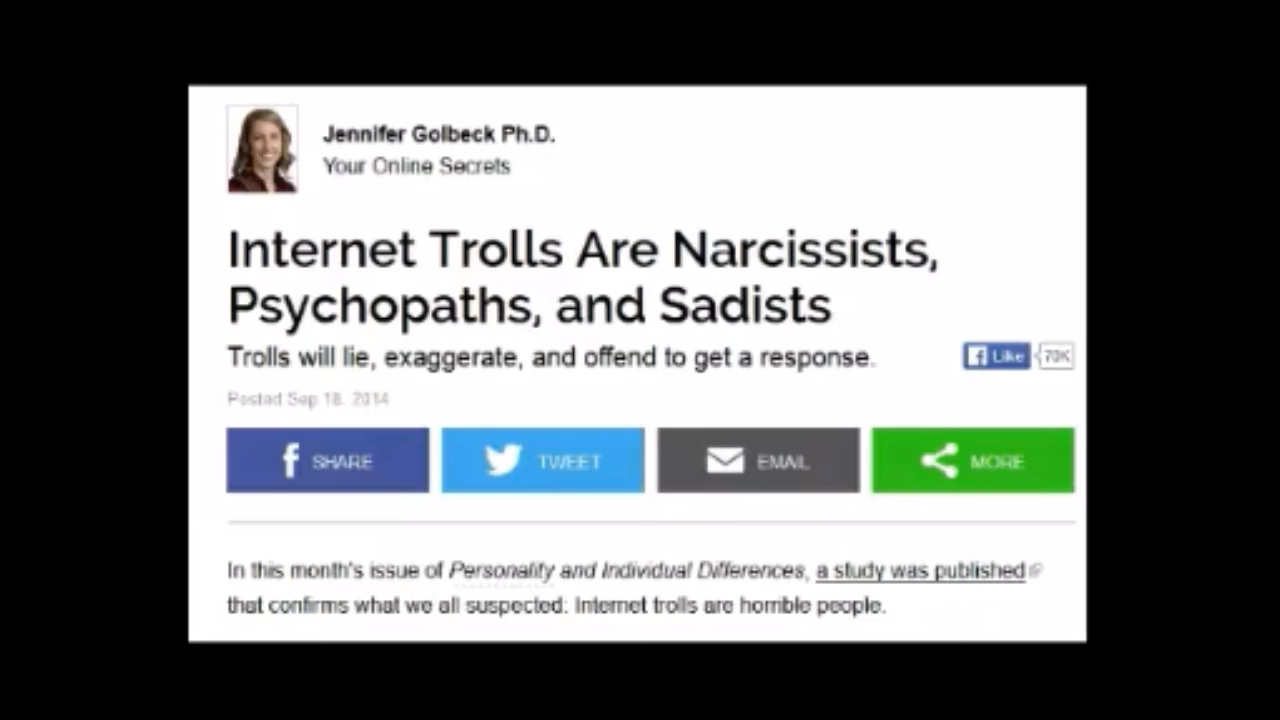 Jennifer Golbeck Ph.D.
Your Online Secrets
Internet Trolls Are Narcissists,
Psychopaths, and Sadists
Trolls will lie, exaggerate, and offend to get a response.
f Like 70K
Posted Sep 18, 2014
f SHARE TWEET EMAIL MORE
In this month's issue of Personality and Individual Differences, a study was published
that confirms what we all suspected: Internet trolls are horrible people.